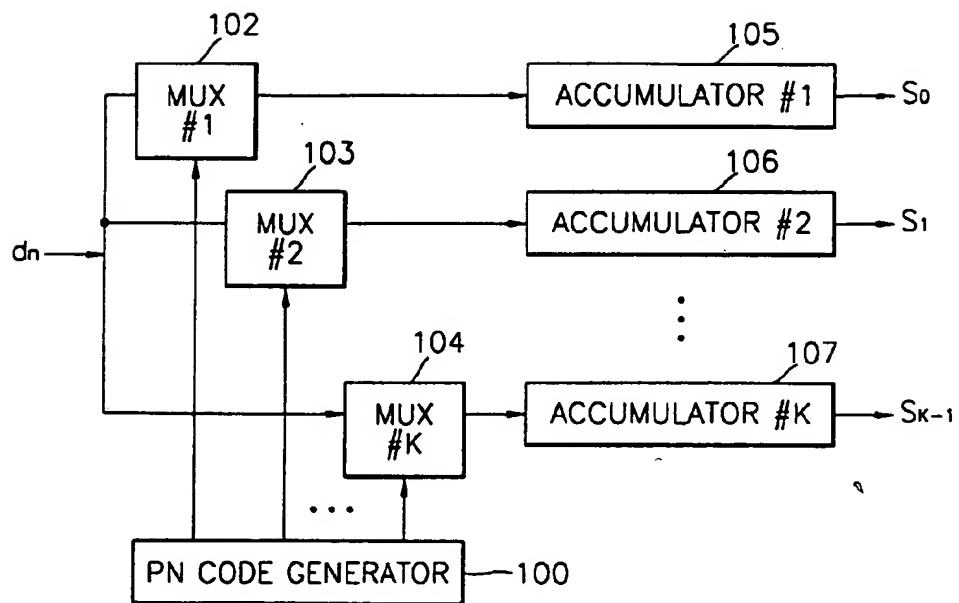 102
MUX
#1
105
ACCUMULATOR #1
S0
103
MUX
#2
106
ACCUMULATOR #2
S1
dn
104
MUX
#K
107
ACCUMULATOR #K
SK-1
PN CODE GENERATOR
100